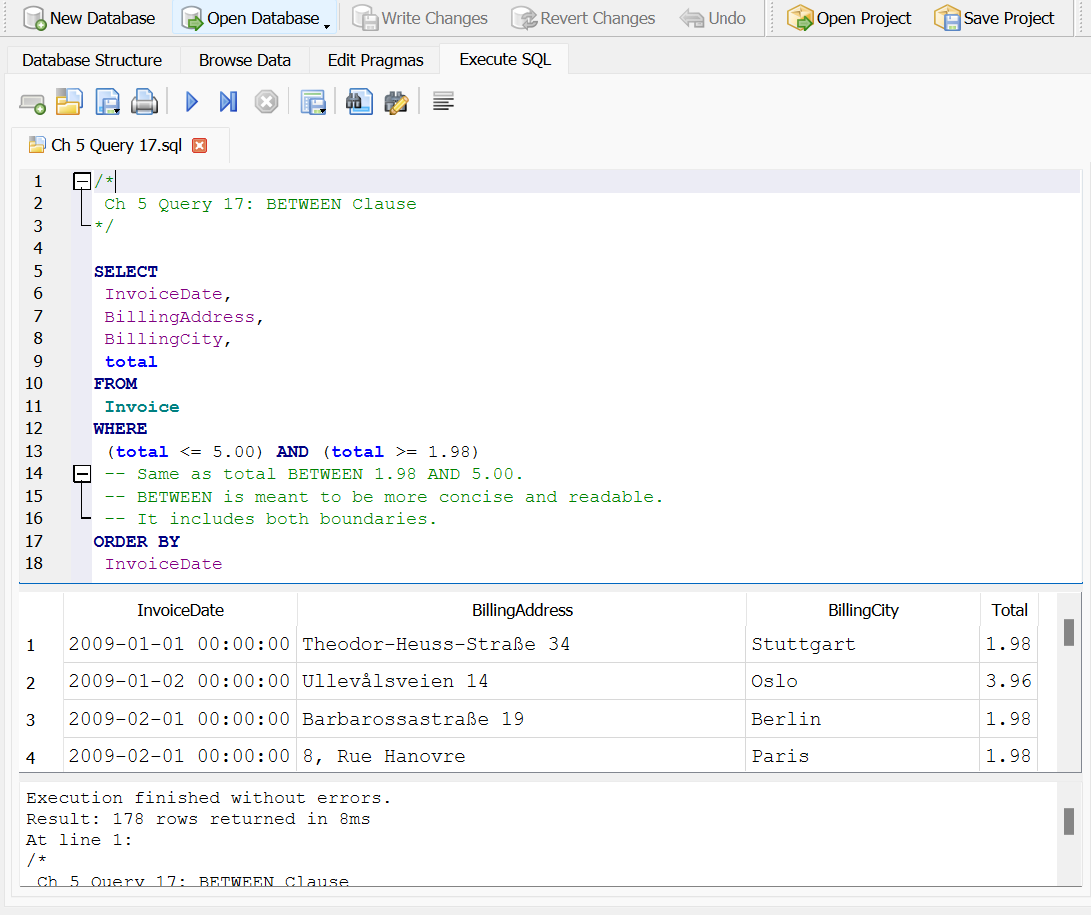 New Database Open Database Write Changes Revert Changes Undo Open Project Save Project
Database Structure Browse Data Edit Pragmas Execute SQL
Ch 5 Query 17.sql
1 /*
2 Ch 5 Query 17: BETWEEN Clause
3 */
4
5 SELECT
6 InvoiceDate,
7 BillingAddress,
8 BillingCity,
9 total
10 FROM
11 Invoice
12 WHERE
13 (total <= 5.00) AND (total >= 1.98)
14 -- Same as total BETWEEN 1.98 AND 5.00.
15 -- BETWEEN is meant to be more concise and readable.
16 -- It includes both boundaries.
17 ORDER BY
18 InvoiceDate
InvoiceDate BillingAddress BillingCity Total
1 2009-01-01 00:00:00 Theodor-Heuss-Straße 34 Stuttgart 1.98
2 2009-01-02 00:00:00 Ullevålsveien 14 Oslo 3.96
3 2009-02-01 00:00:00 Barbarossastraße 19 Berlin 1.98
4 2009-02-01 00:00:00 8, Rue Hanovre Paris 1.98
Execution finished without errors.
Result: 178 rows returned in 8ms
At line 1:
/*
Ch 5 Query 17: BETWEEN Clause